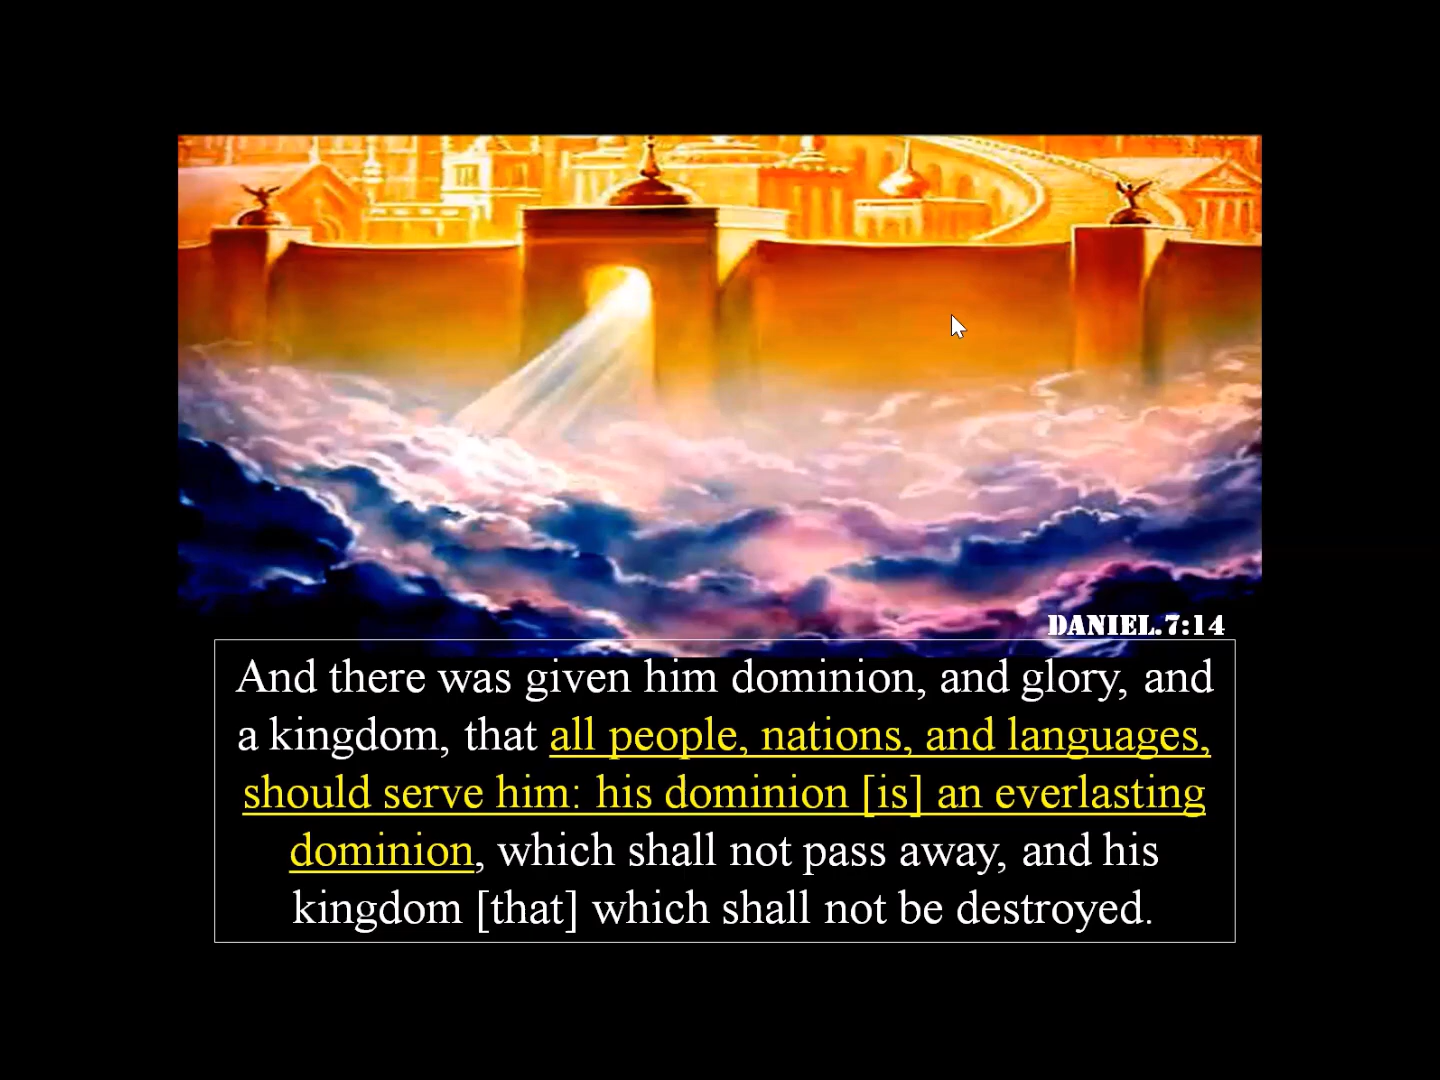 DANIEL.7:14
And there was given him dominion, and glory, and
a kingdom, that all people, nations, and languages,
should serve him: his dominion [is] an everlasting
dominion, which shall not pass away, and his
kingdom [that] which shall not be destroyed.